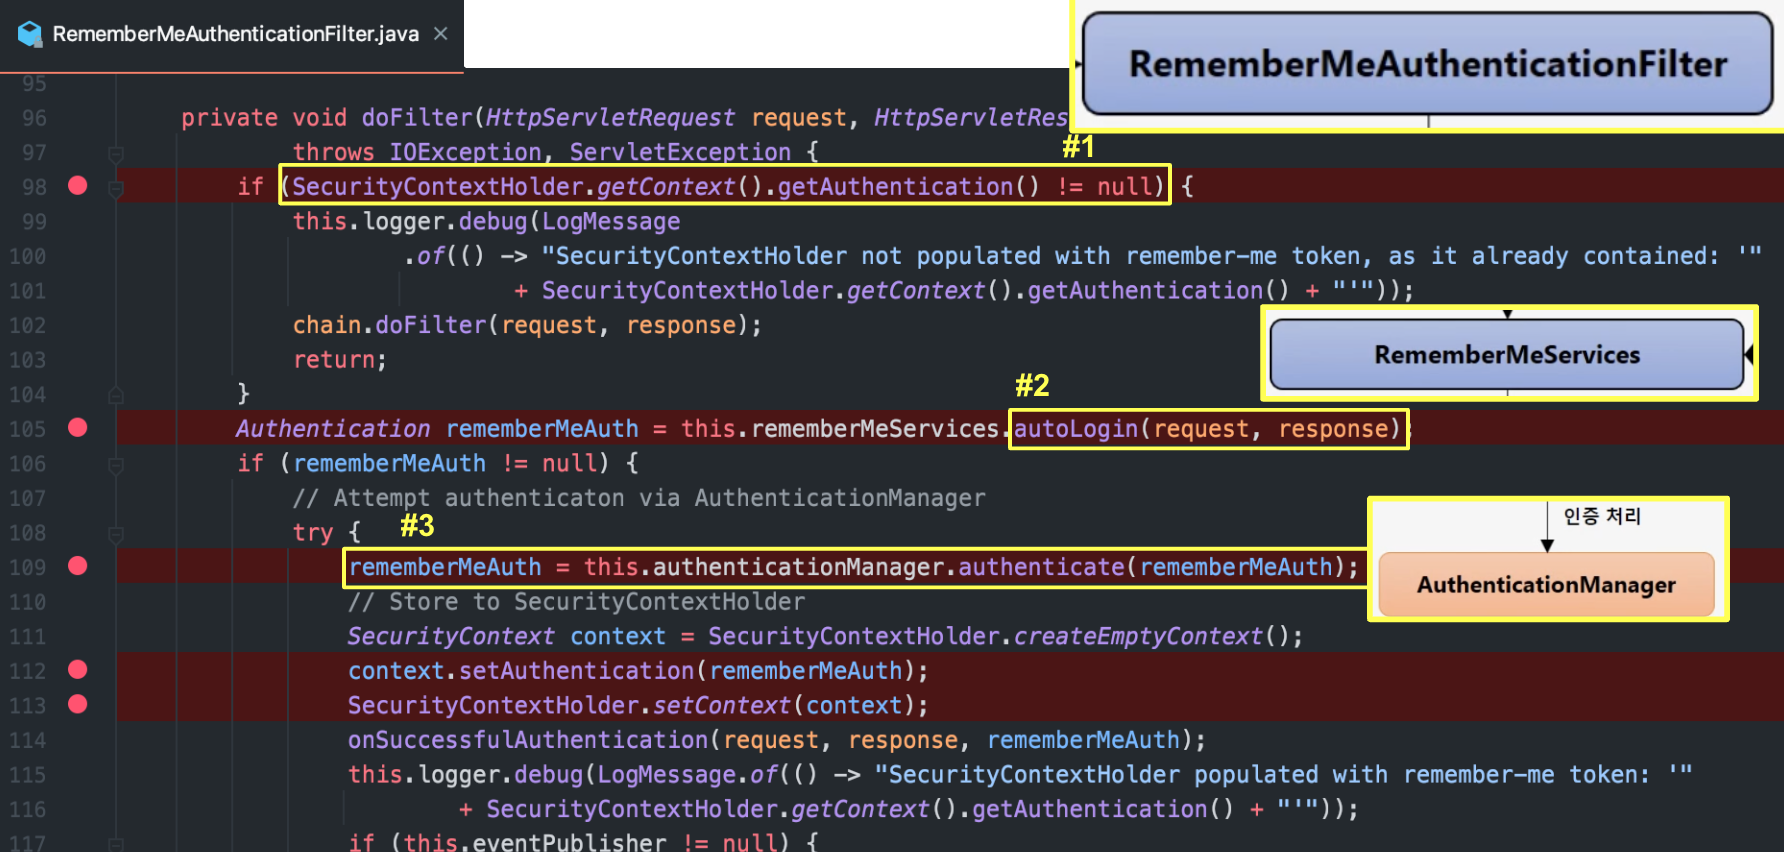 RememberMeAuthenticationFilter.java ×
RememberMeAuthenticationFilter
95
96 private void doFilter(HttpServletRequest request, HttpServletRes
97 throws IOException, ServletException {
#1
98 if (SecurityContextHolder.getContext().getAuthentication() != null) {
99 this.logger.debug(LogMessage
100 .of(() -> "SecurityContextHolder not populated with remember-me token, as it already contained: '"
101 + SecurityContextHolder.getContext().getAuthentication() + "'"));
102 chain.doFilter(request, response);
103 return;
RememberMeServices
104 }
#2
105 Authentication rememberMeAuth = this.rememberMeServices.autoLogin(request, response);
106 if (rememberMeAuth != null) {
107 // Attempt authenticaton via AuthenticationManager
108 try {
#3
인증 처리
AuthenticationManager
109 rememberMeAuth = this.authenticationManager.authenticate(rememberMeAuth);
110 // Store to SecurityContextHolder
111 SecurityContext context = SecurityContextHolder.createEmptyContext();
112 context.setAuthentication(rememberMeAuth);
113 SecurityContextHolder.setContext(context);
114 onSuccessfulAuthentication(request, response, rememberMeAuth);
115 this.logger.debug(LogMessage.of(() -> "SecurityContextHolder populated with remember-me token: '"
116 + SecurityContextHolder.getContext().getAuthentication() + "'"));
117 if (this.eventPublisher != null) {